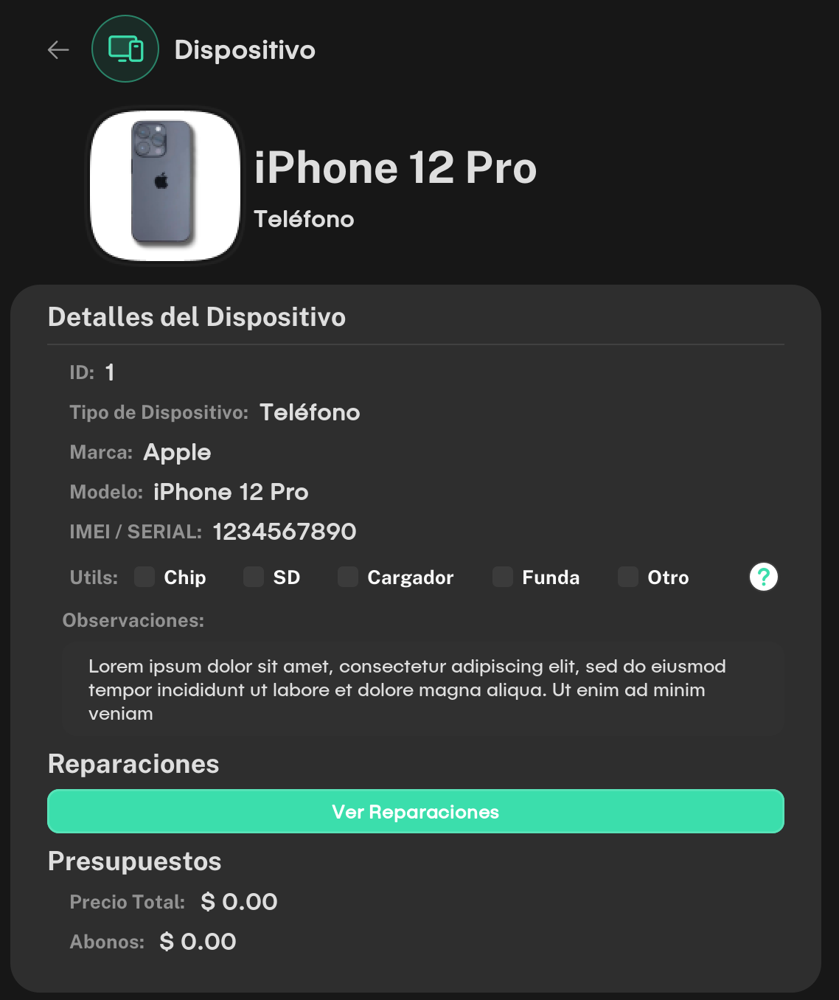 Dispositivo
iPhone 12 Pro
Teléfono
Detalles del Dispositivo
ID: 1
Tipo de Dispositivo: Teléfono
Marca: Apple
Modelo: iPhone 12 Pro
IMEI / SERIAL: 1234567890
Utils: Chip SD Cargador Funda Otro ?
Observaciones:
Lorem ipsum dolor sit amet, consectetur adipiscing elit, sed do eiusmod
tempor incididunt ut labore et dolore magna aliqua. Ut enim ad minim
veniam
Reparaciones
Ver Reparaciones
Presupuestos
Precio Total: $ 0.00
Abonos: $ 0.00